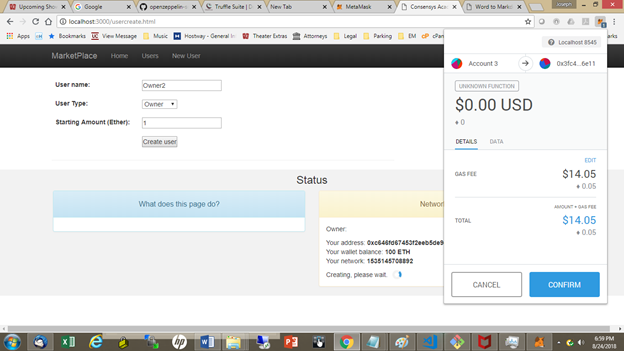 Upcoming Show
Google
openzeppelin-s
Truffle Suite | D
New Tab
MetaMask
Consensys Aca
Word to Markd
localhost:3000/usercreate.html
Apps
Bookmarks
UC View Message
Music
Hostway - General In
Theater Extras
Attorneys
Legal
Parking
EM
MarketPlace
Home
Users
New User
User name:
Owner2
User Type:
Owner
Starting Amount (Ether):
1
Create user
Status
What does this page do?
Networ
Owner:
Your address: 0xc646fd67453f2eeb5de9
Your wallet balance: 100 ETH
Your network: 1535145708892
Creating, please wait
Localhost 8545
Account 3
0x3fc4...6e11
UNKNOWN FUNCTION
$0.00 USD
0
DETAILS
DATA
EDIT
GAS FEE
$14.05
0.05
AMOUNT + GAS FEE
TOTAL
$14.05
0.05
CANCEL
CONFIRM
6:59 PM
8/24/2018